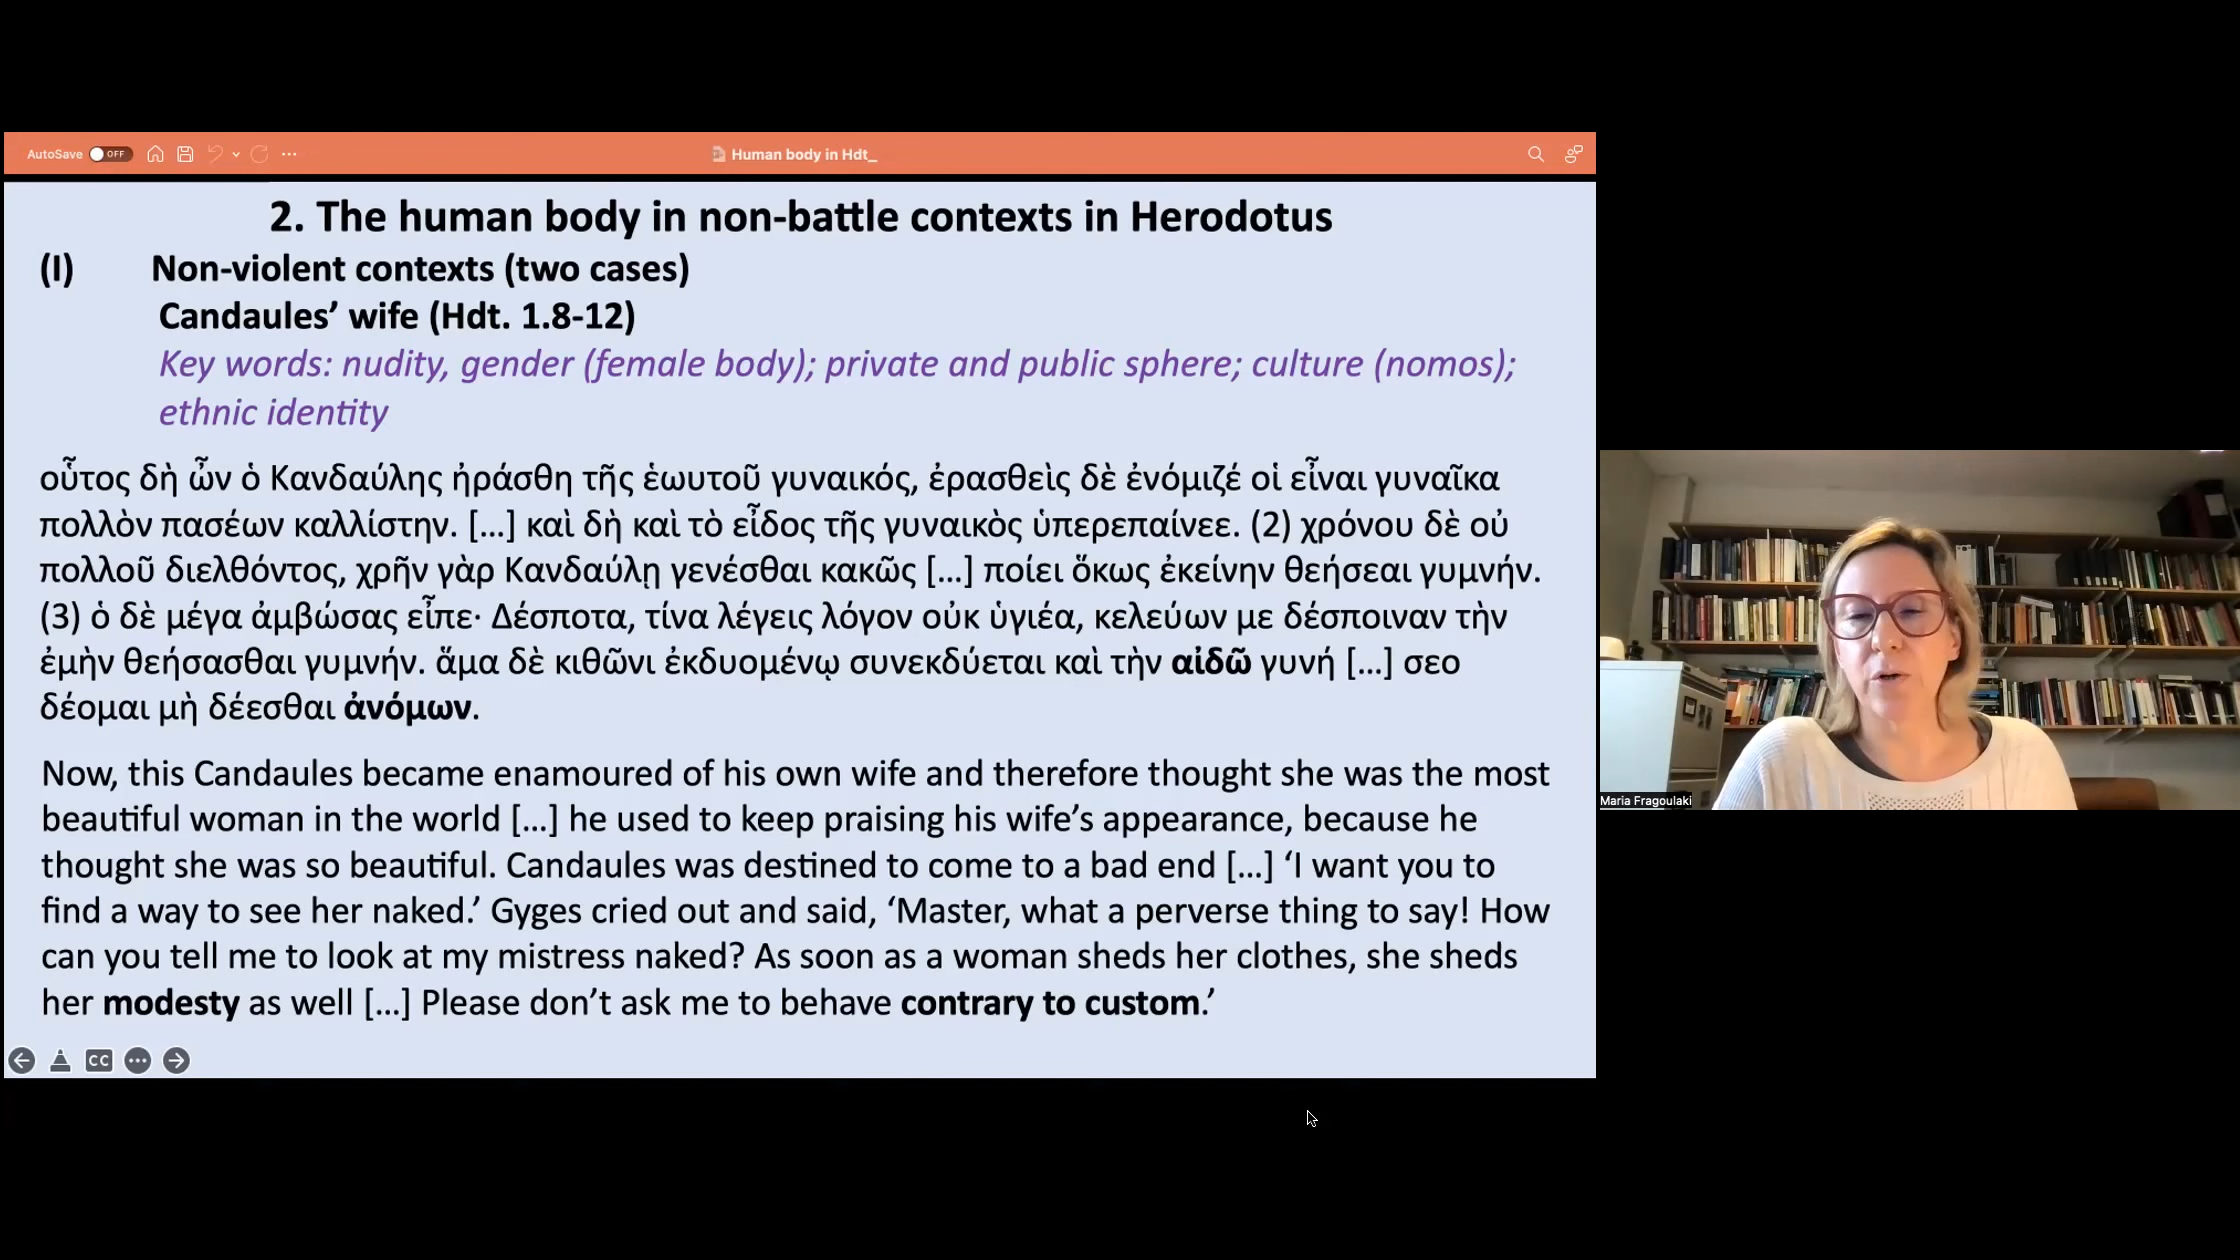 AutoSave OFF
Human body in Hdt_
2. The human body in non-battle contexts in Herodotus
(I) Non-violent contexts (two cases)
Candaules’ wife (Hdt. 1.8-12)
Key words: nudity, gender (female body); private and public sphere; culture (nomos);
ethnic identity
οὗτος δὴ ὦν ὁ Κανδαύλης ἠράσθη τῆς ἑωυτοῦ γυναικός, ἐρασθεὶς δὲ ἐνόμιζέ οἱ εἶναι γυναῖκα
πολλὸν πασέων καλλίστην. [...] καὶ δὴ καὶ τὸ εἶδος τῆς γυναικὸς ὑπερεπαίνεε. (2) χρόνου δὲ οὐ
πολλοῦ διελθόντος, χρῆν γὰρ Κανδαύλῃ γενέσθαι κακῶς [...] ποίει ὅκως ἐκείνην θεήσεαι γυμνήν.
(3) ὁ δὲ μέγα ἀμβώσας εἶπε· Δέσποτα, τίνα λέγεις λόγον οὐκ ὑγιέα, κελεύων με δέσποιναν τὴν
ἐμὴν θεήσασθαι γυμνήν. ἅμα δὲ κιθῶνι ἐκδυομένῳ συνεκδύεται καὶ τὴν αἰδῶ γυνή [...] σεο
δέομαι μὴ δέεσθαι ἀνόμων.
Now, this Candaules became enamoured of his own wife and therefore thought she was the most
beautiful woman in the world [...] he used to keep praising his wife’s appearance, because he
thought she was so beautiful. Candaules was destined to come to a bad end [...] ‘I want you to
find a way to see her naked.’ Gyges cried out and said, ‘Master, what a perverse thing to say! How
can you tell me to look at my mistress naked? As soon as a woman sheds her clothes, she sheds
her modesty as well [...] Please don’t ask me to behave contrary to custom.’
CC
Maria Fragoulaki